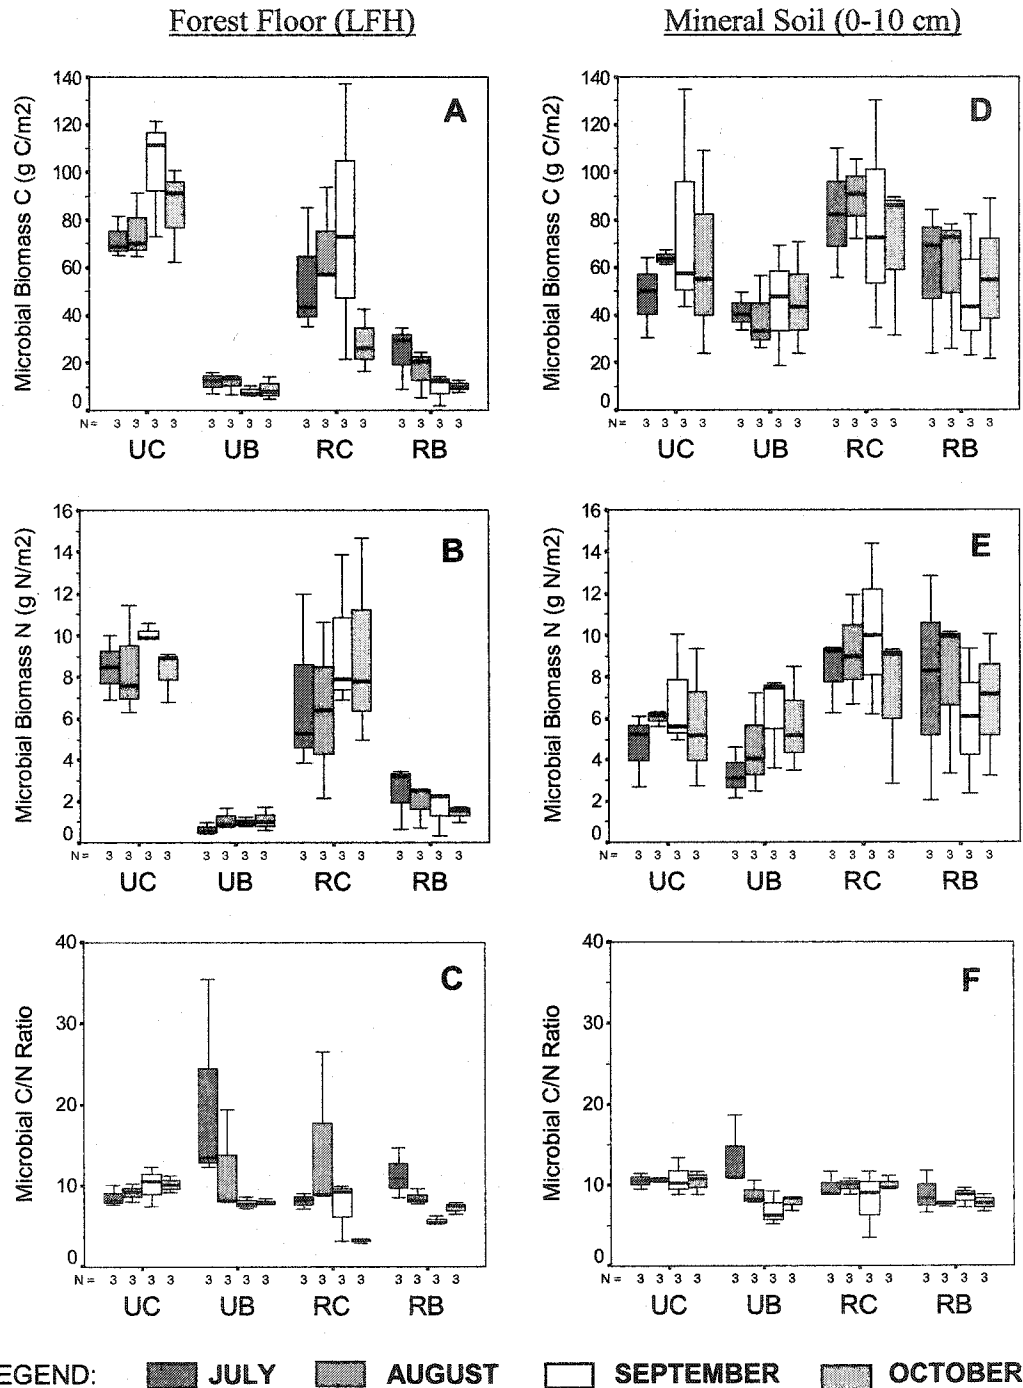 Forest Floor (LFH)
Mineral Soil (0-10 cm)
A
Microbial Biomass C (g C/m2)
140
120
100
80
60
40
20
0
N= 3 3 3 3 3 3 3 3 3 3 3 3 3 3 3 3
UC UB RC RB
D
Microbial Biomass C (g C/m2)
140
120
100
80
60
40
20
0
N= 3 3 3 3 3 3 3 3 3 3 3 3 3 3 3 3
UC UB RC RB
B
Microbial Biomass N (g N/m2)
16
14
12
10
8
6
4
2
0
N= 3 3 3 3 3 3 3 3 3 3 3 3 3 3 3 3
UC UB RC RB
E
Microbial Biomass N (g N/m2)
16
14
12
10
8
6
4
2
0
N= 3 3 3 3 3 3 3 3 3 3 3 3 3 3 3 3
UC UB RC RB
C
Microbial C/N Ratio
40
30
20
10
0
N= 3 3 3 3 3 3 3 3 3 3 3 3 3 3 3 3
UC UB RC RB
F
Microbial C/N Ratio
40
30
20
10
0
N= 3 3 3 3 3 3 3 3 3 3 3 3 3 3 3 3
UC UB RC RB
EGEND: JULY AUGUST SEPTEMBER OCTOBER